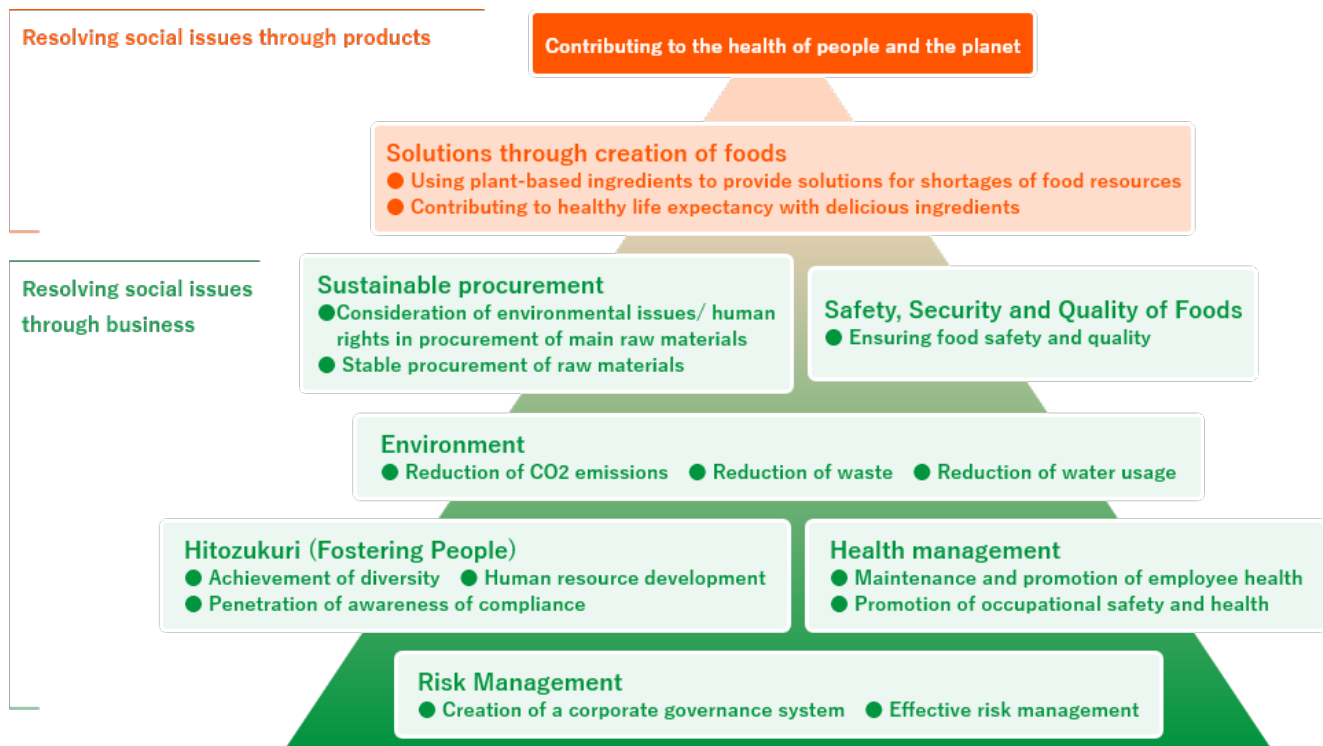 Resolving social issues through products
Contributing to the health of people and the planet
Solutions through creation of foods
● Using plant-based ingredients to provide solutions for shortages of food resources
● Contributing to healthy life expectancy with delicious ingredients
Resolving social issues
through business
Sustainable procurement
●Consideration of environmental issues/ human
rights in procurement of main raw materials
● Stable procurement of raw materials
Safety, Security and Quality of Foods
● Ensuring food safety and quality
Environment
● Reduction of CO2 emissions ● Reduction of waste ● Reduction of water usage
Hitozukuri (Fostering People)
● Achievement of diversity ● Human resource development
● Penetration of awareness of compliance
Health management
● Maintenance and promotion of employee health
● Promotion of occupational safety and health
Risk Management
● Creation of a corporate governance system ● Effective risk management